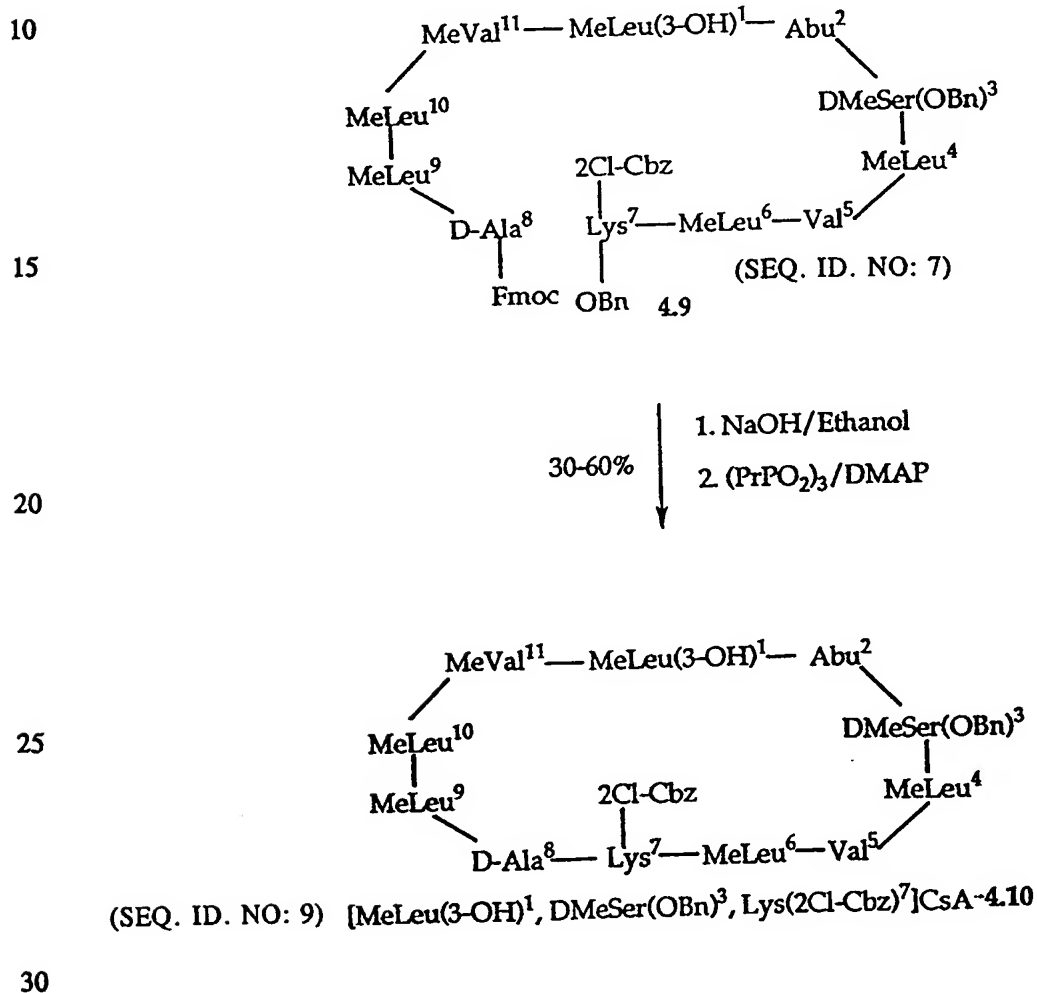 10
MeVal¹¹—MeLeu(3-OH)¹—Abu²
DMeSer(OBn)³
MeLeu¹⁰
MeLeu⁹
2Cl-Cbz
MeLeu⁴
D-Ala⁸
Lys⁷—MeLeu⁶—Val⁵
15
(SEQ. ID. NO: 7)
Fmoc
OBn
4.9
1. NaOH/Ethanol
30-60%
2. (PrPO₂)₃/DMAP
20
MeVal¹¹—MeLeu(3-OH)¹—Abu²
25
MeLeu¹⁰
DMeSer(OBn)³
MeLeu⁹
2Cl-Cbz
MeLeu⁴
D-Ala⁸—Lys⁷—MeLeu⁶—Val⁵
(SEQ. ID. NO: 9) [MeLeu(3-OH)¹, DMeSer(OBn)³, Lys(2Cl-Cbz)⁷]CsA-4.10
30